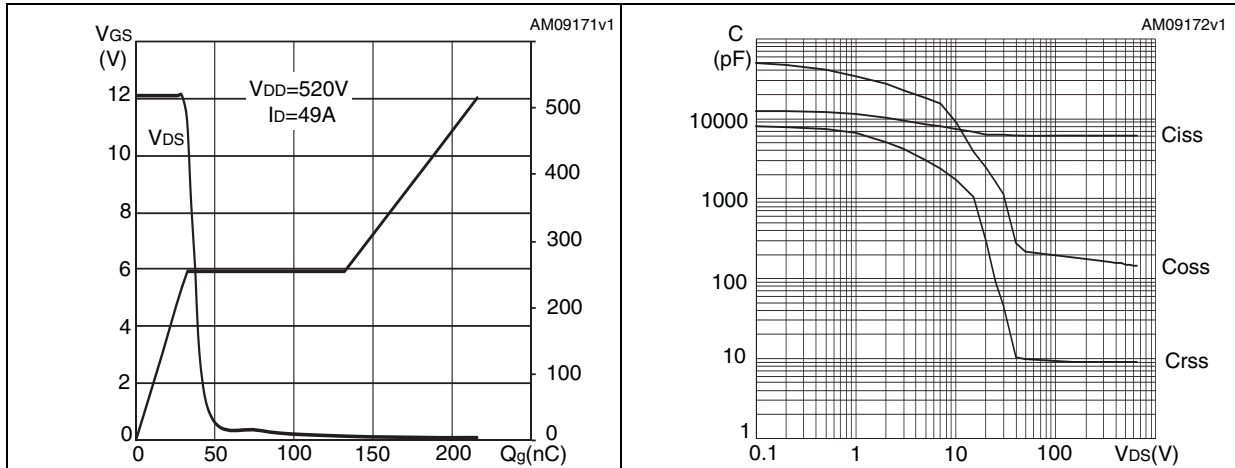 AM09171v1
VGS
(V)
VDD=520V
ID=49A
VDS
12
10
8
6
4
2
0
500
400
300
200
100
0
0
50
100
150
200
Qg(nC)
AM09172v1
C
(pF)
10000
1000
100
10
1
0.1
1
10
100
VDS(V)
Ciss
Coss
Crss